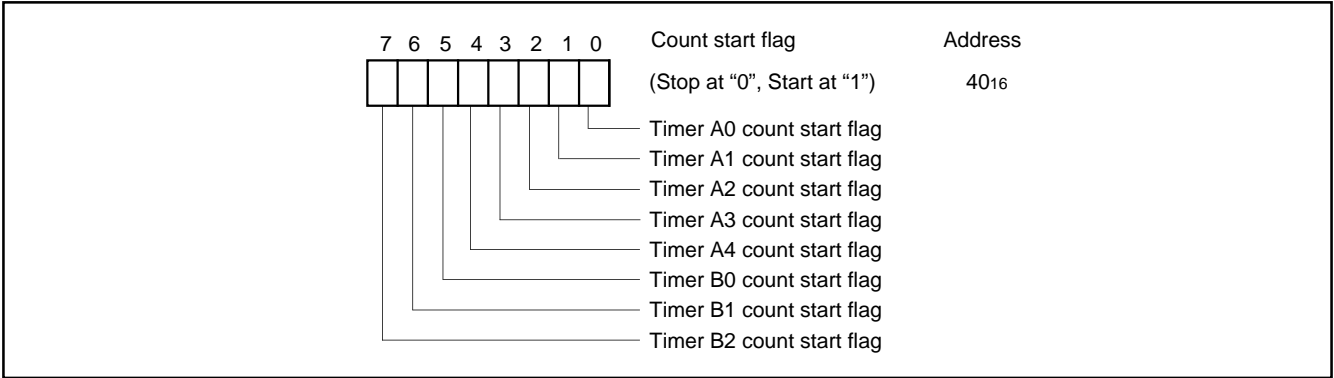 7 6 5 4 3 2 1 0 Count start flag Address
(Stop at “0”, Start at “1”) 4016
Timer A0 count start flag
Timer A1 count start flag
Timer A2 count start flag
Timer A3 count start flag
Timer A4 count start flag
Timer B0 count start flag
Timer B1 count start flag
Timer B2 count start flag